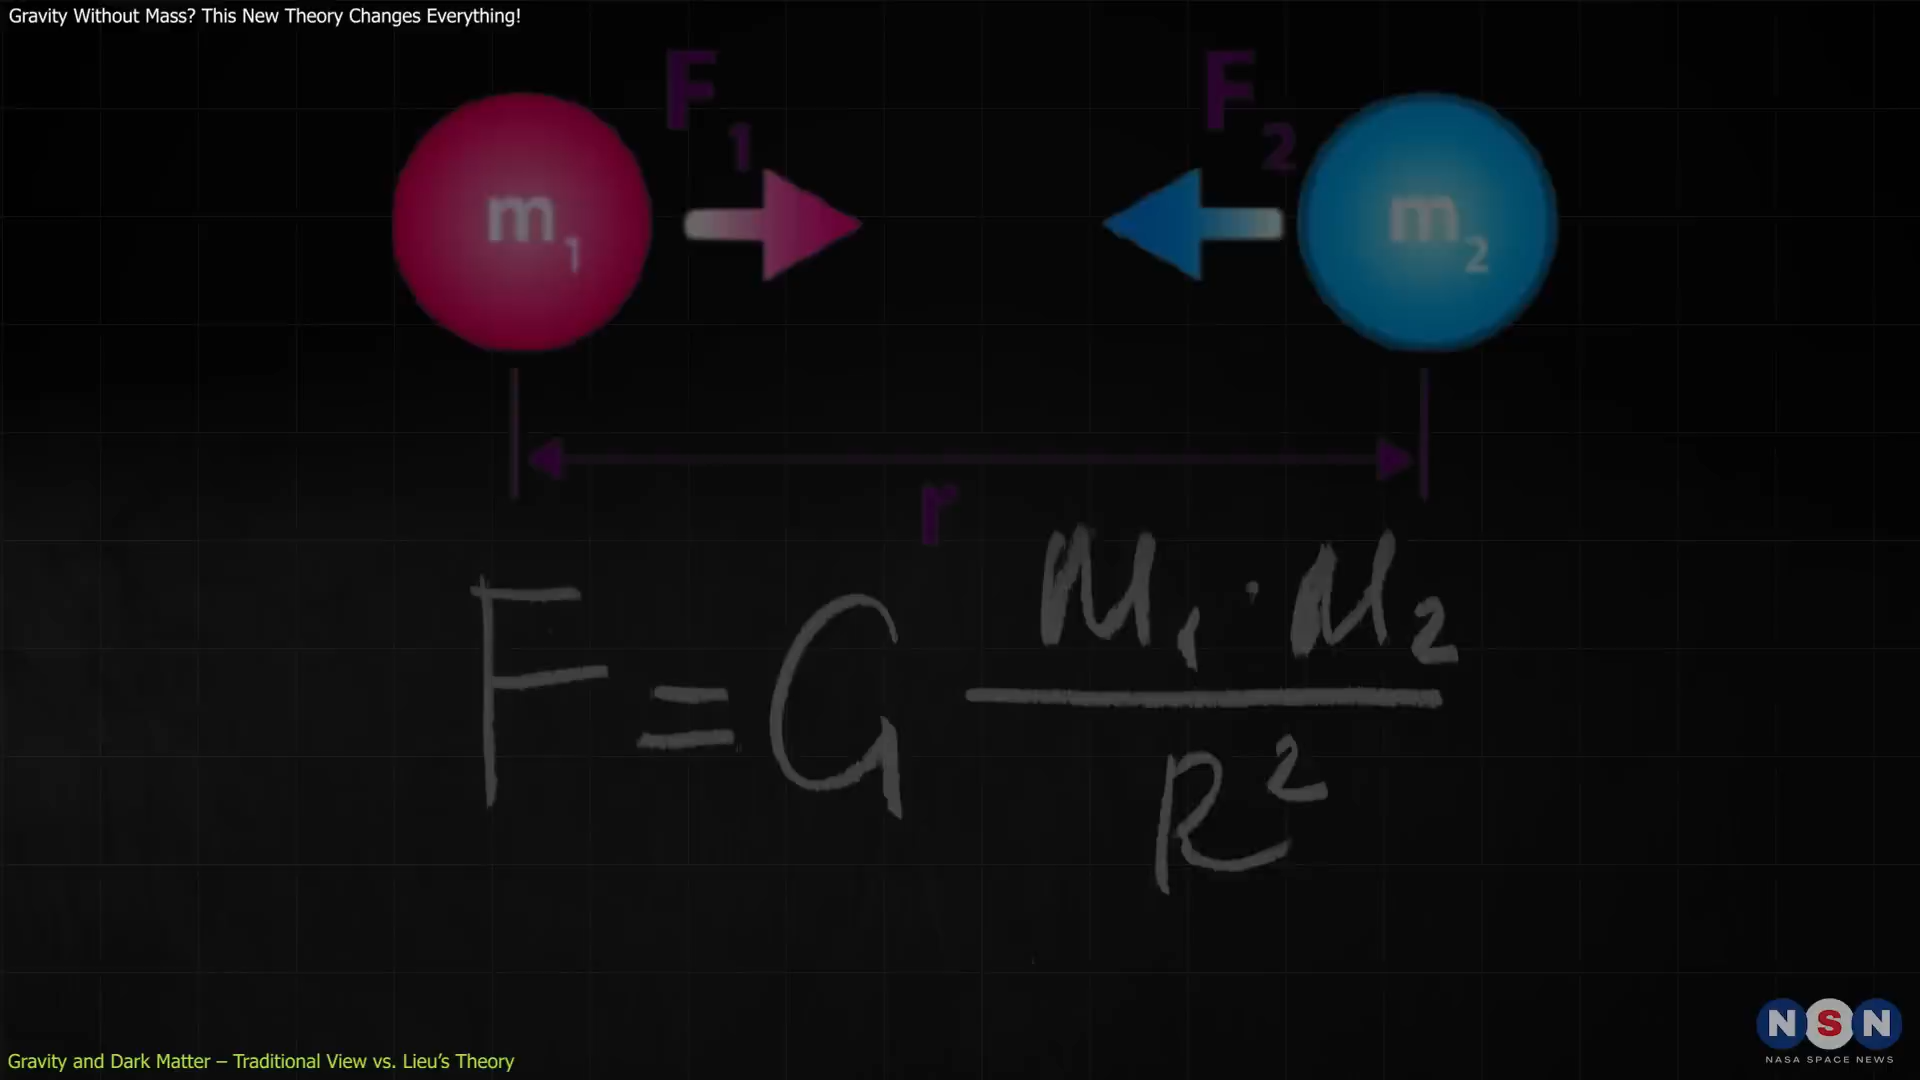 Gravity Without Mass? This New Theory Changes Everything!
F1 F2
m1 m2
r
F = G M1 · M2 / R²
NSN
NASA SPACE NEWS
Gravity and Dark Matter – Traditional View vs. Lieu’s Theory